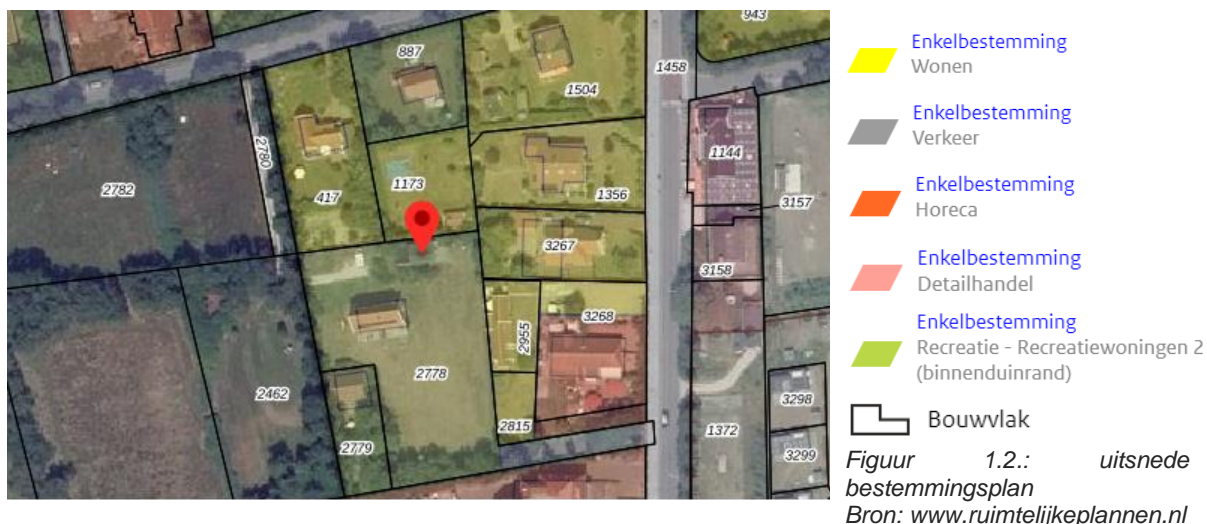 943
887
1458
1504
2780
1144
2782
417
1173
1356
3157
3267
3158
2955
3268
2778
2462
3298
2815
1372
2779
3299
Enkelbestemming
Wonen
Enkelbestemming
Verkeer
Enkelbestemming
Horeca
Enkelbestemming
Detailhandel
Enkelbestemming
Recreatie - Recreatiewoningen 2
(binnenduinrand)
Bouwvlak
Figuur 1.2.: uitsnede
bestemmingsplan
Bron: www.ruimtelijkeplannen.nl